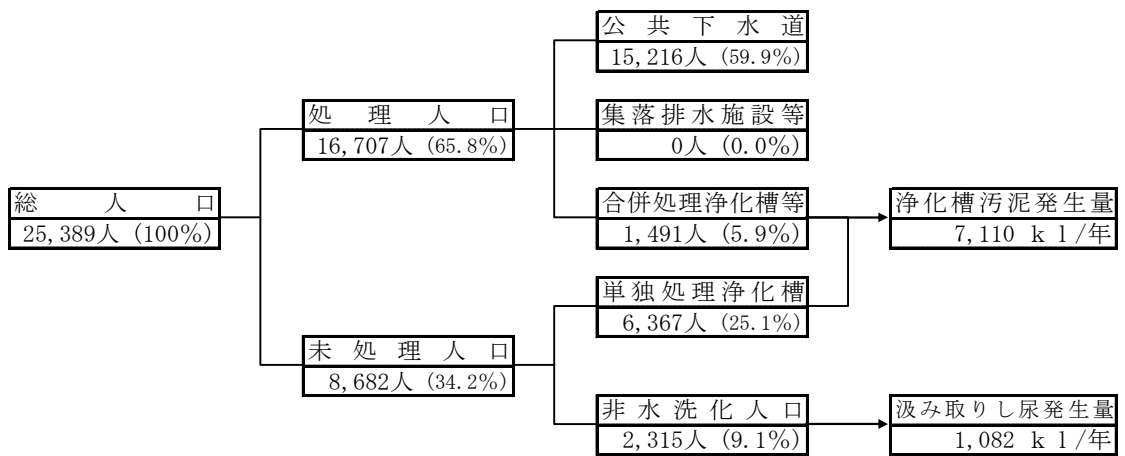 公共下水道
15,216人 (59.9%)
処理人口
16,707人 (65.8%)
集落排水施設等
0人 (0.0%)
総人口
25,389人 (100%)
合併処理浄化槽等
1,491人 (5.9%)
浄化槽汚泥発生量
7,110 kl/年
単独処理浄化槽
6,367人 (25.1%)
未処理人口
8,682人 (34.2%)
非水洗化人口
2,315人 (9.1%)
汲み取りし尿発生量
1,082 kl/年